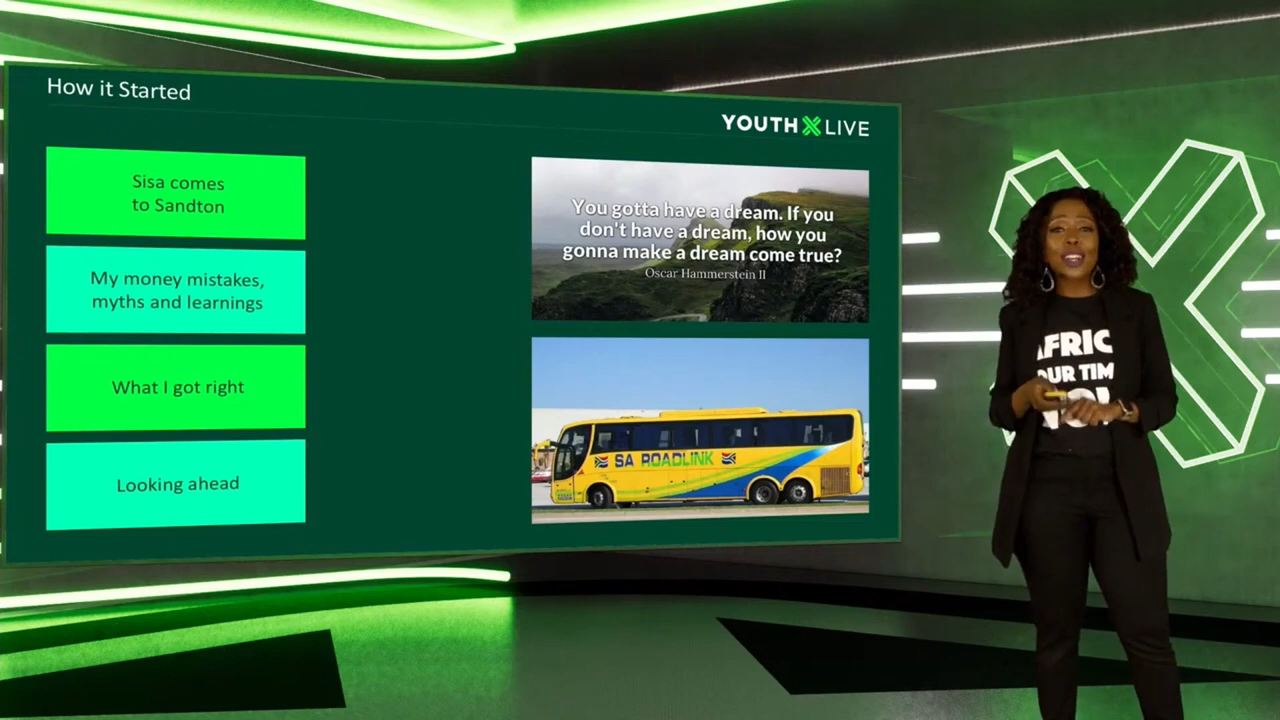 How it Started
YOUTH X LIVE
Sisa comes
to Sandton
My money mistakes,
myths and learnings
What I got right
Looking ahead
You gotta have a dream. If you
don't have a dream, how you
gonna make a dream come true?
Oscar Hammerstein II
SA ROADLINK